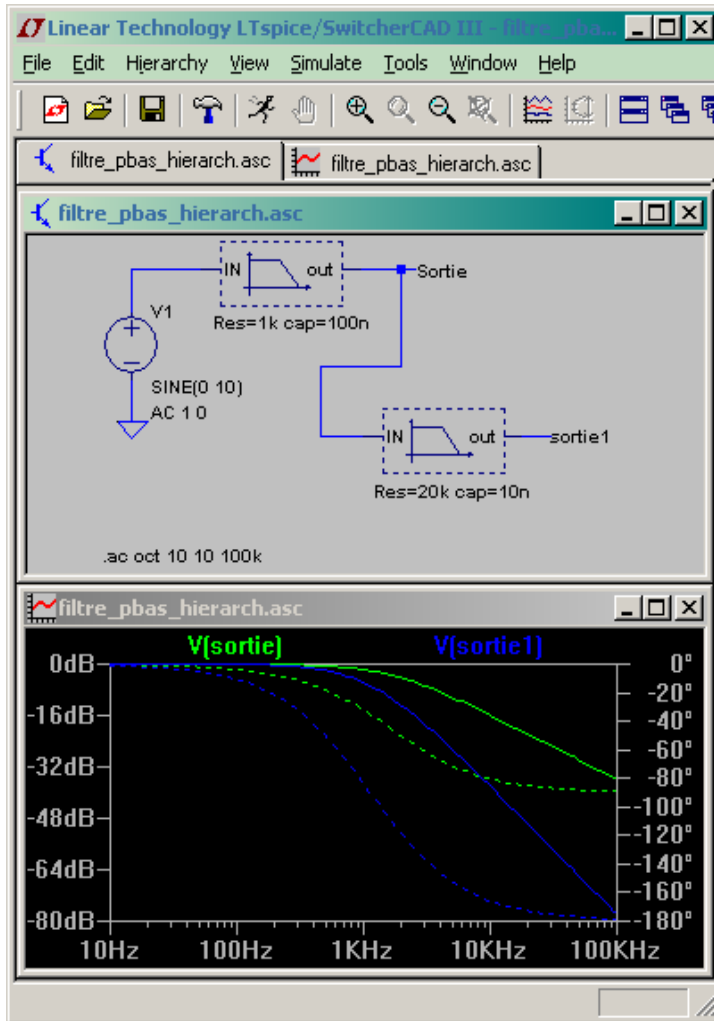 Linear Technology LTspice/SwitcherCAD III - filtre_pba...
File Edit Hierarchy View Simulate Tools Window Help
filtre_pbas_hierarch.asc filtre_pbas_hierarch.asc
filtre_pbas_hierarch.asc
IN out Sortie
V1
Res=1k cap=100n
SINE(0 10)
AC 1 0
IN out sortie1
Res=20k cap=10n
.ac oct 10 10 100k
filtre_pbas_hierarch.asc
V(sortie) V(sortie1)
0dB 0°
-20°
-16dB -40°
-60°
-32dB -80°
-100°
-48dB -120°
-64dB -140°
-160°
-80dB -180°
10Hz 100Hz 1KHz 10KHz 100KHz